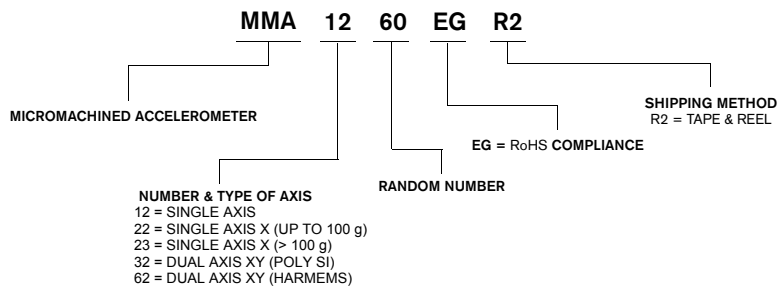 MMA 12 60 EG R2
MICROMACHINED ACCELEROMETER
SHIPPING METHOD
R2 = TAPE & REEL
EG = RoHS COMPLIANCE
RANDOM NUMBER
NUMBER & TYPE OF AXIS
12 = SINGLE AXIS
22 = SINGLE AXIS X (UP TO 100 g)
23 = SINGLE AXIS X (> 100 g)
32 = DUAL AXIS XY (POLY SI)
62 = DUAL AXIS XY (HARMEMS)